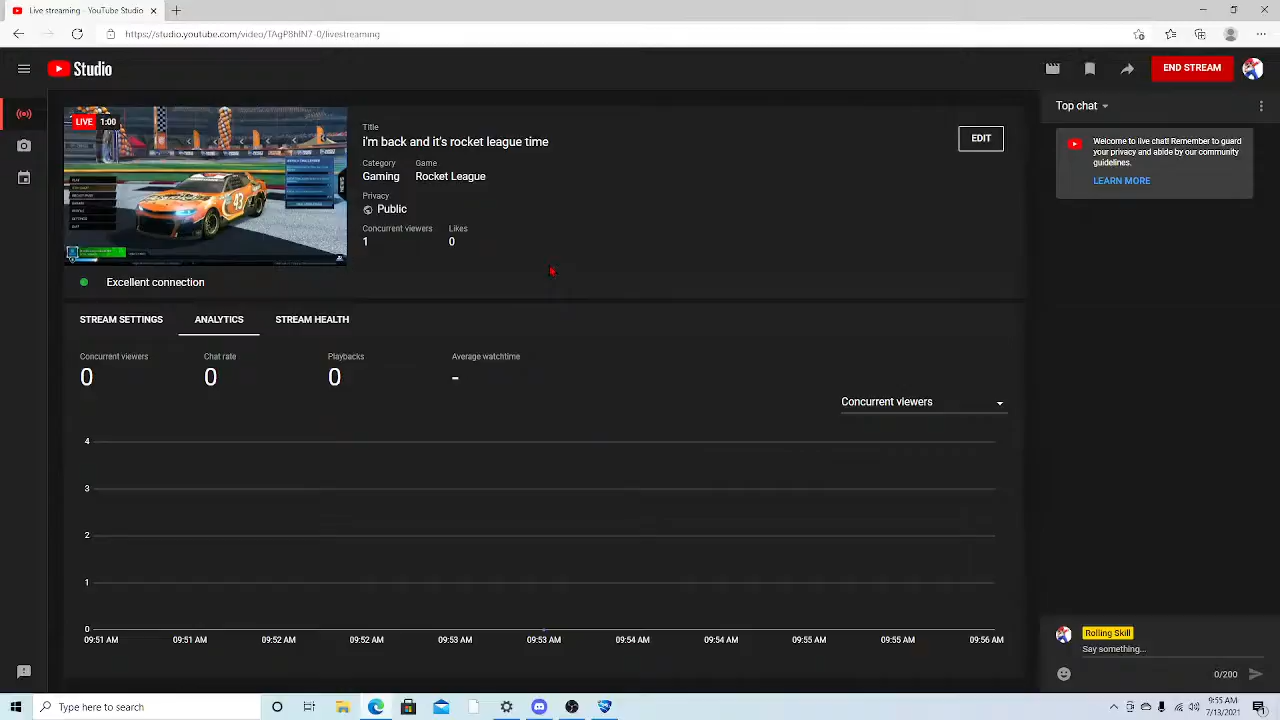 Live streaming - YouTube Studio
https://studio.youtube.com/video/TAgP8hlN7-0/livestreaming
Studio
END STREAM
LIVE 1:00
Title
i'm back and it's rocket league time
EDIT
Category Game
Gaming Rocket League
Privacy
Public
Concurrent viewers Likes
1 0
Excellent connection
STREAM SETTINGS ANALYTICS STREAM HEALTH
Concurrent viewers Chat rate Playbacks Average watchtime
0 0 0 –
Concurrent viewers
4
3
2
1
0
09:51 AM 09:51 AM 09:52 AM 09:52 AM 09:53 AM 09:53 AM 09:54 AM 09:54 AM 09:55 AM 09:55 AM 09:56 AM
Top chat
Welcome to live chat! Remember to guard
your privacy and abide by our community
guidelines.
LEARN MORE
Rolling Skill
Say something...
0/200
Type here to search
9:55 AM
7/13/2021
43